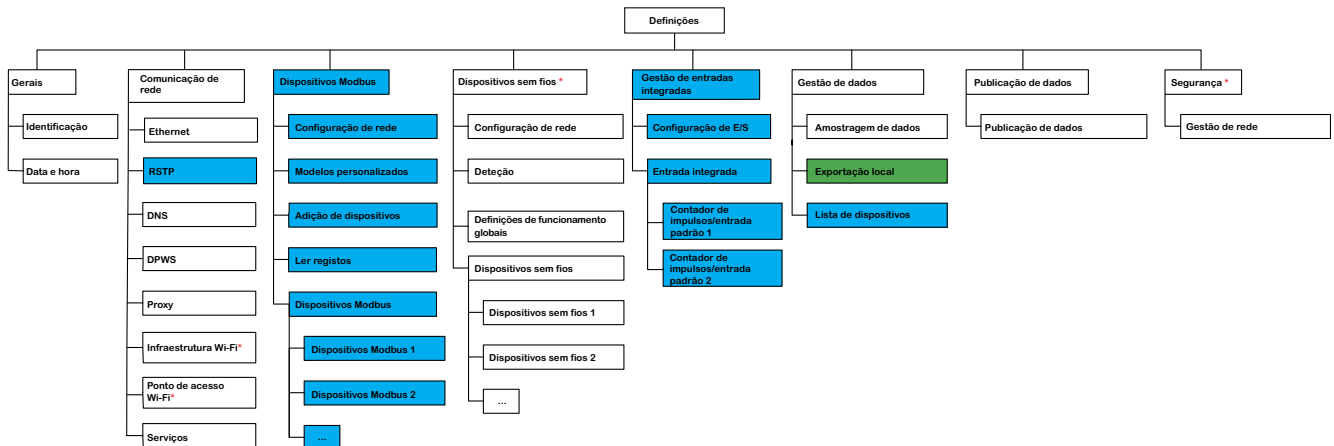 Definições
Gerais
Identificação
Data e hora
Comunicação de
rede
Ethernet
RSTP
DNS
DPWS
Proxy
Infraestrutura Wi-Fi*
Ponto de acesso
Wi-Fi*
Serviços
Dispositivos Modbus
Configuração de rede
Modelos personalizados
Adição de dispositivos
Ler registos
Dispositivos Modbus
Dispositivos Modbus 1
Dispositivos Modbus 2
...
Dispositivos sem fios *
Configuração de rede
Deteção
Definições de funcionamento
globais
Dispositivos sem fios
Dispositivos sem fios 1
Dispositivos sem fios 2
...
Gestão de entradas
integradas
Configuração de E/S
Entrada integrada
Contador de
impulsos/entrada
padrão 1
Contador de
impulsos/entrada
padrão 2
Gestão de dados
Amostragem de dados
Exportação local
Lista de dispositivos
Publicação de dados
Publicação de dados
Segurança *
Gestão de rede